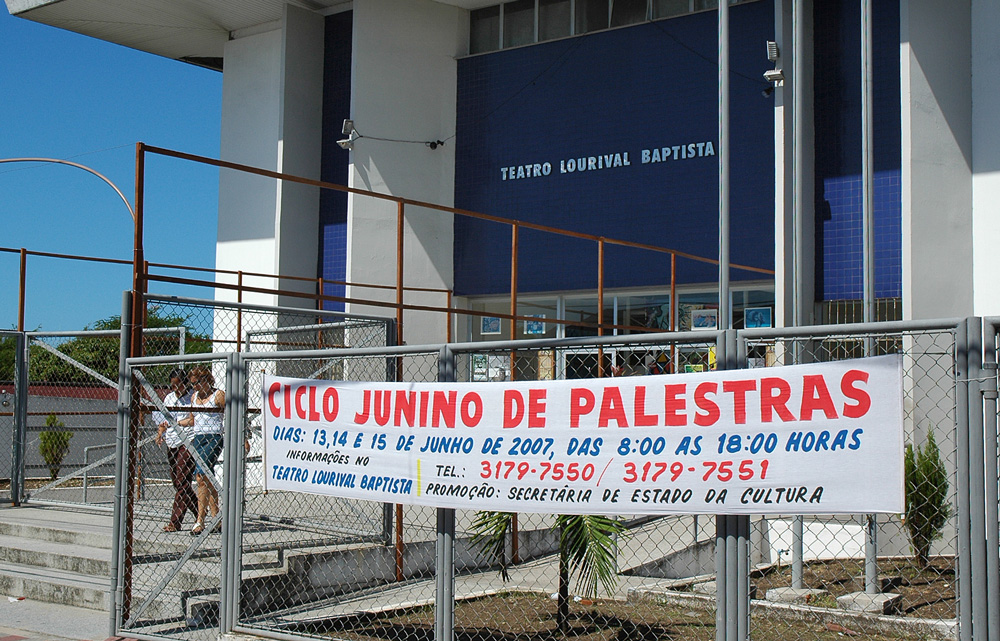 TEATRO LOURIVAL BAPTISTA
CICLO JUNINO DE PALESTRAS
DIAS: 13,14 E 15 DE JUNHO DE 2007, DAS 8:00 AS 18:00 HORAS
INFORMAÇÕES NO
TEATRO LOURIVAL BAPTISTA
TEL.: 3179-7550/ 3179-7551
PROMOÇÃO: SECRETÁRIA DE ESTADO DA CULTURA